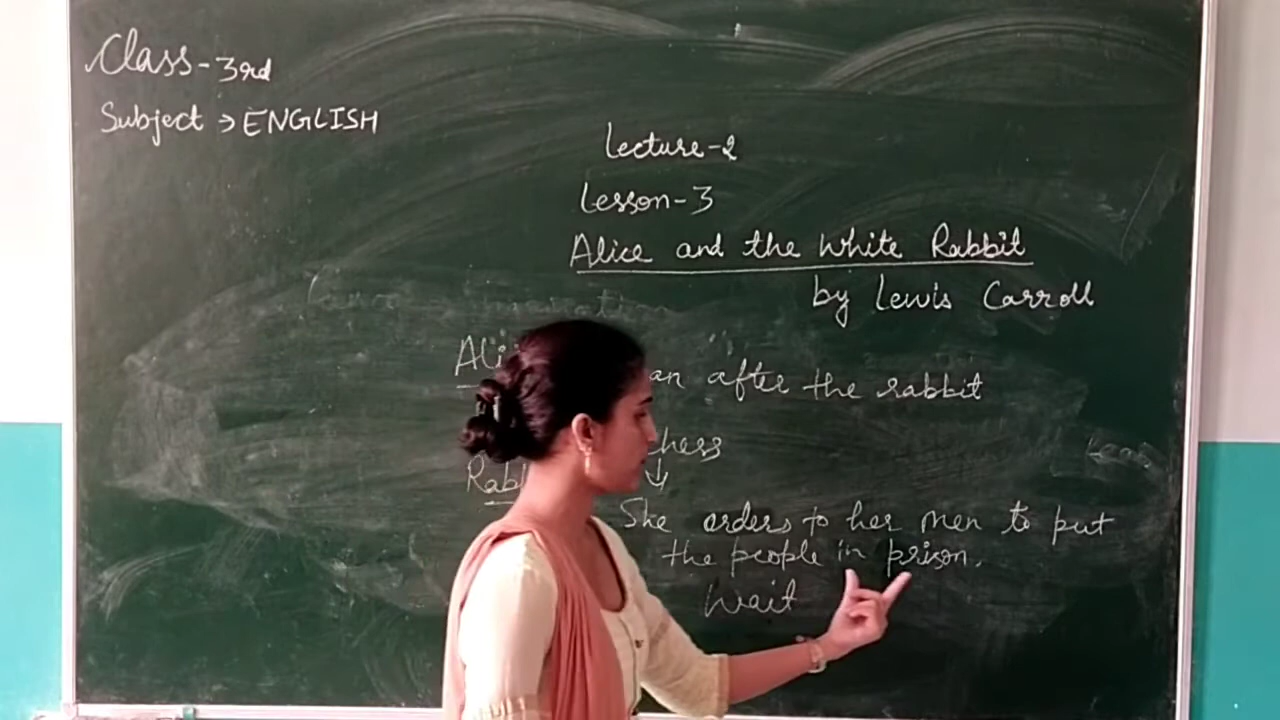 Class-3rd
Subject → ENGLISH
Lecture-2
Lesson-3
Alice and the White Rabbit
by Lewis Carroll
after the rabbit
She orders to her men to put
the people in prison.
Wait